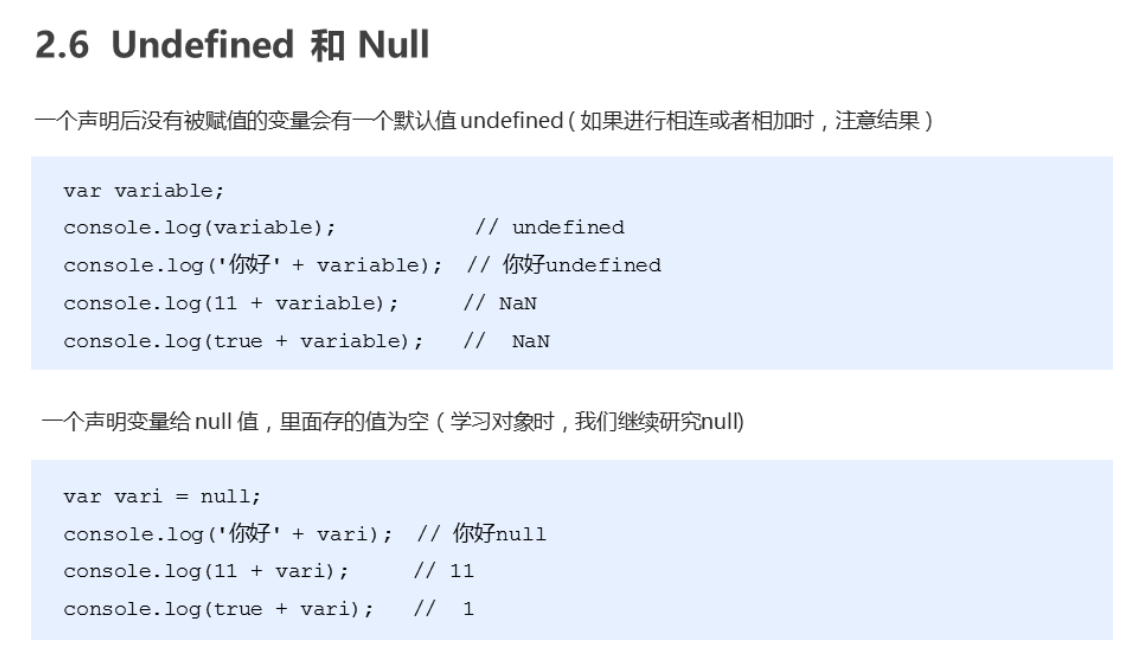 2.6 Undefined 和 Null
一个声明后没有被赋值的变量会有一个默认值 undefined ( 如果进行相连或者相加时，注意结果 )
var variable;
console.log(variable);           // undefined
console.log('你好' + variable);  // 你好undefined
console.log(11 + variable);     // NaN
console.log(true + variable);   //  NaN
一个声明变量给 null 值，里面存的值为空 ( 学习对象时，我们继续研究null)
var vari = null;
console.log('你好' + vari);  // 你好null
console.log(11 + vari);     // 11
console.log(true + vari);   //  1